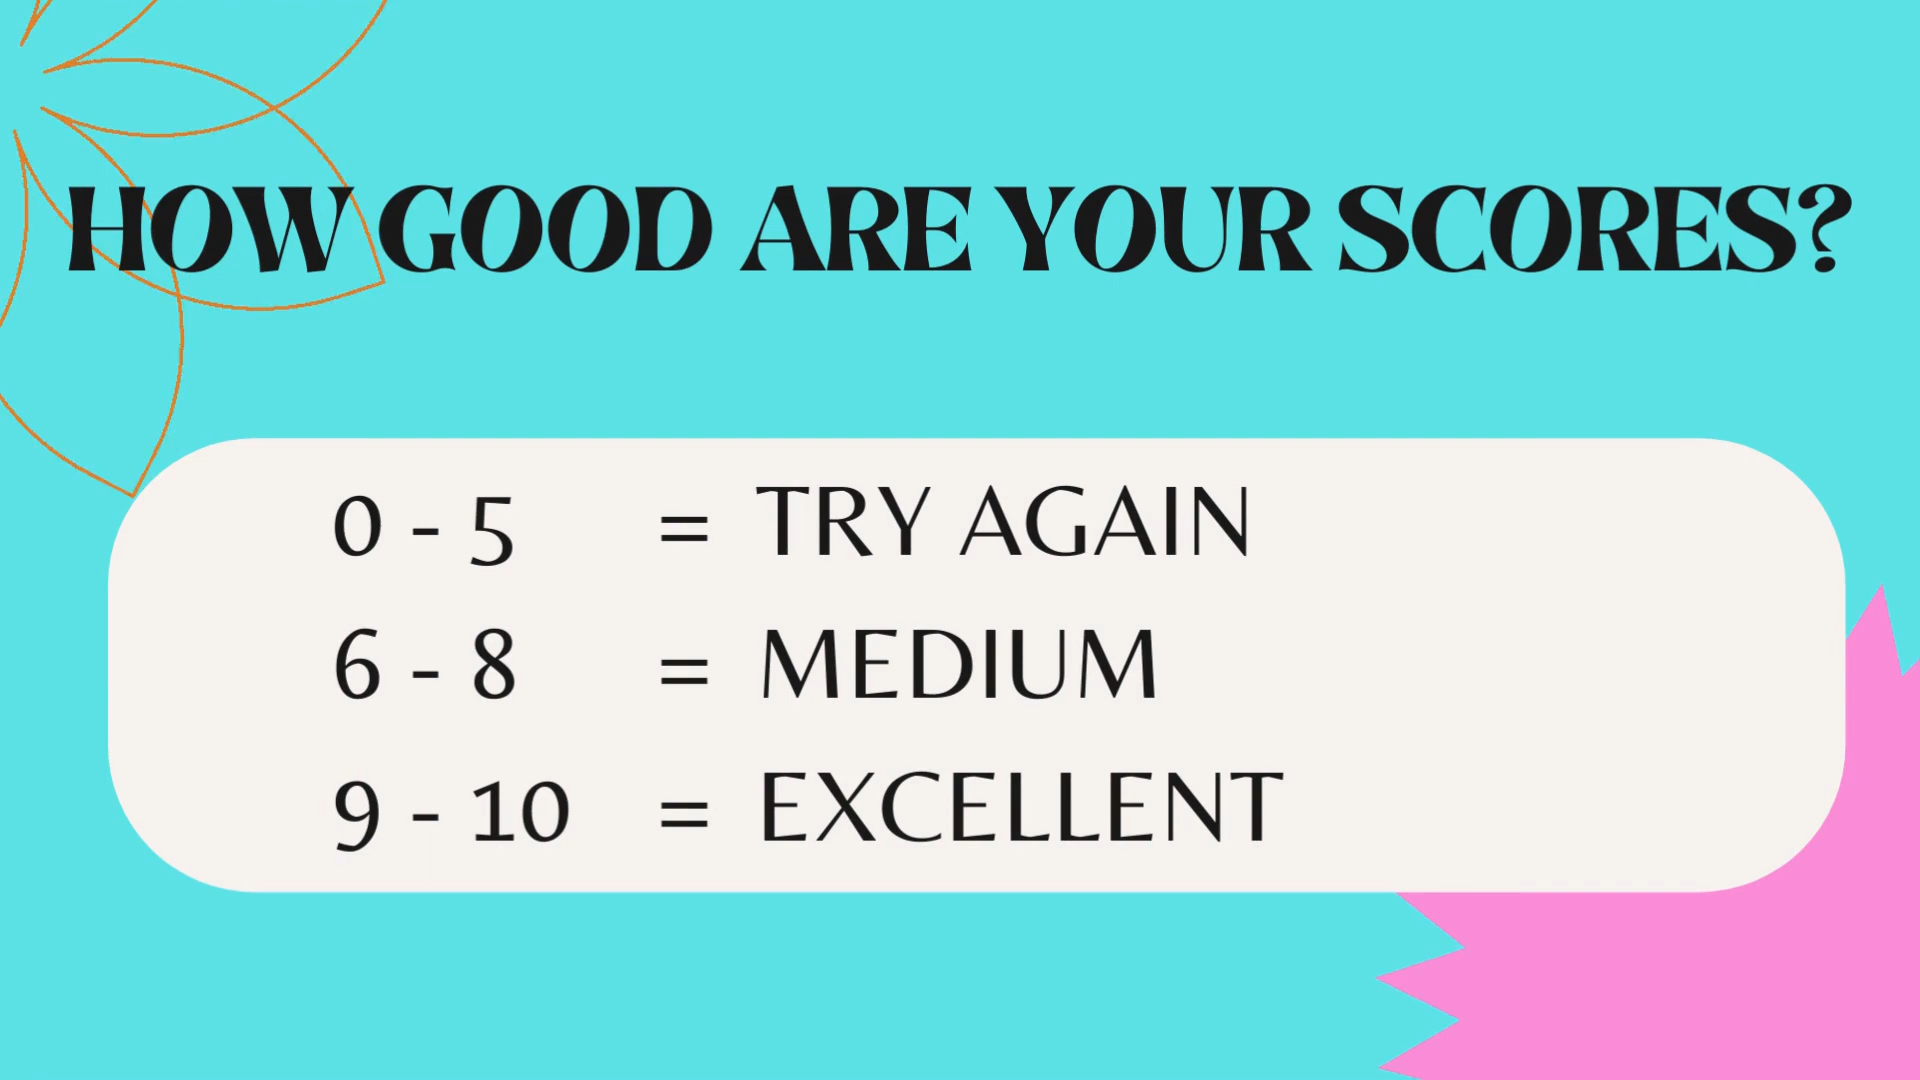 HOW GOOD ARE YOUR SCORES?
0 - 5 = TRY AGAIN
6 - 8 = MEDIUM
9 - 10 = EXCELLENT